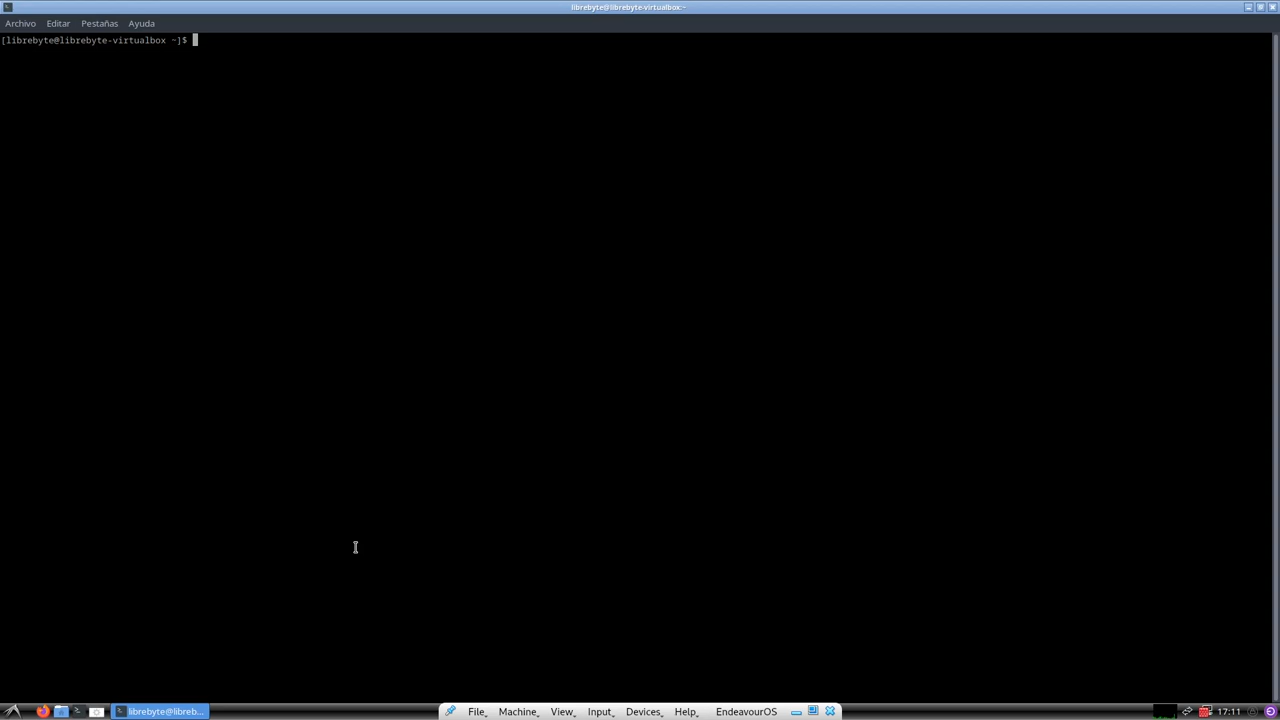 librebyte@librebyte-virtualbox:~
Archivo Editar Pestañas Ayuda
[librebyte@librebyte-virtualbox ~]$
librebyte@libreb...
File Machine View Input Devices Help EndeavourOS
17:11